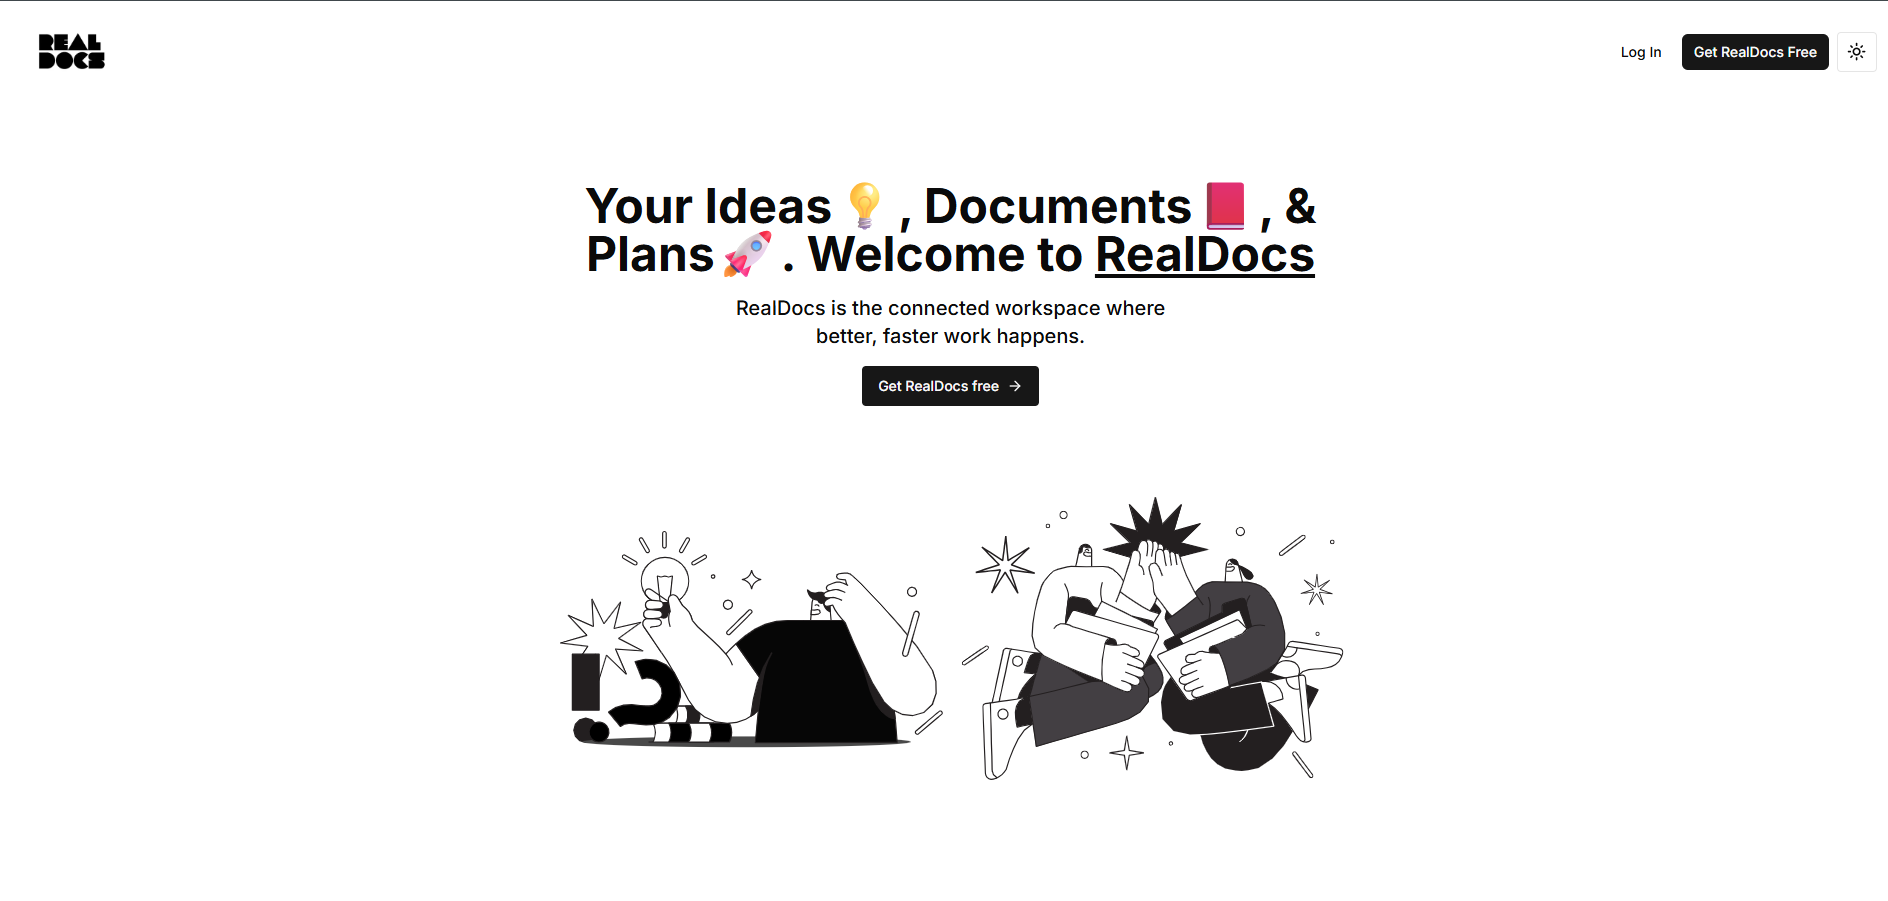 REAL
DOCS
Log In
Get RealDocs Free
Your Ideas💡, Documents📕, &
Plans🚀. Welcome to RealDocs
RealDocs is the connected workspace where
better, faster work happens.
Get RealDocs free →